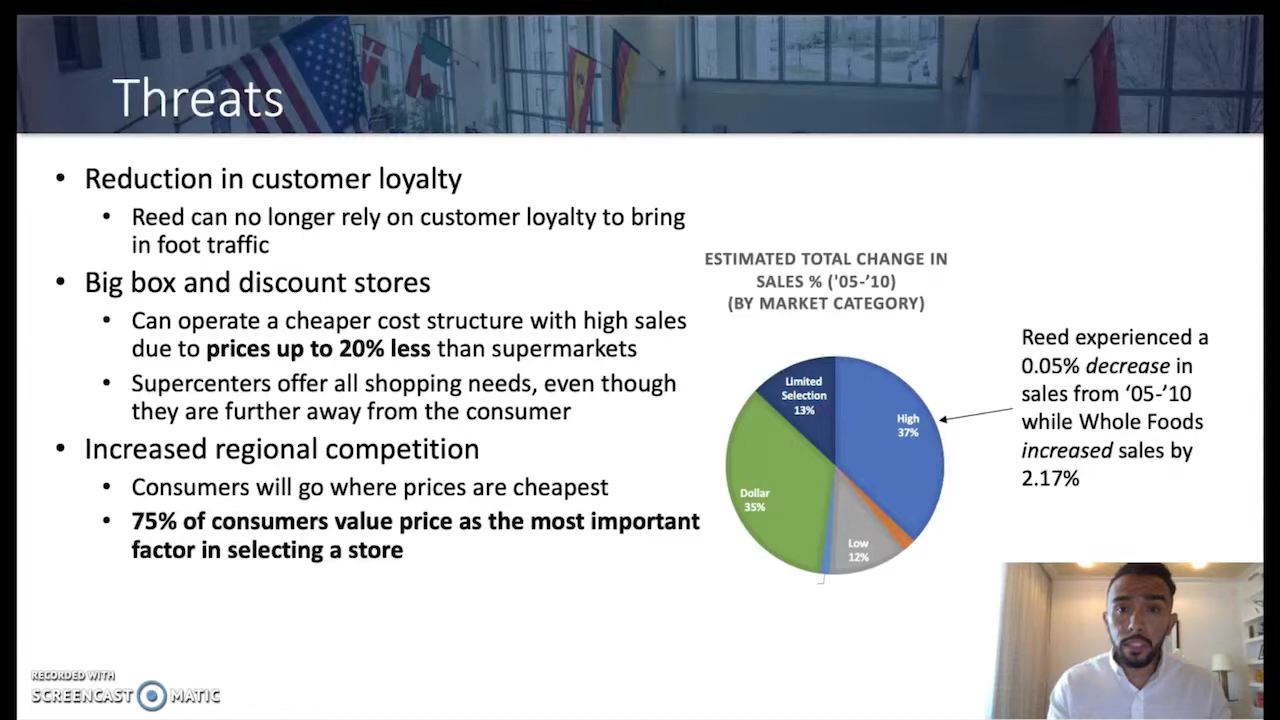 Threats
• Reduction in customer loyalty
• Reed can no longer rely on customer loyalty to bring
in foot traffic
• Big box and discount stores
• Can operate a cheaper cost structure with high sales
due to prices up to 20% less than supermarkets
• Supercenters offer all shopping needs, even though
they are further away from the consumer
• Increased regional competition
• Consumers will go where prices are cheapest
• 75% of consumers value price as the most important
factor in selecting a store
ESTIMATED TOTAL CHANGE IN
SALES % ('05-'10)
(BY MARKET CATEGORY)
Limited
Selection
13%
High
37%
Dollar
35%
Low
12%
Reed experienced a
0.05% decrease in
sales from ‘05-’10
while Whole Foods
increased sales by
2.17%
RECORDED WITH
SCREENCAST MATIC